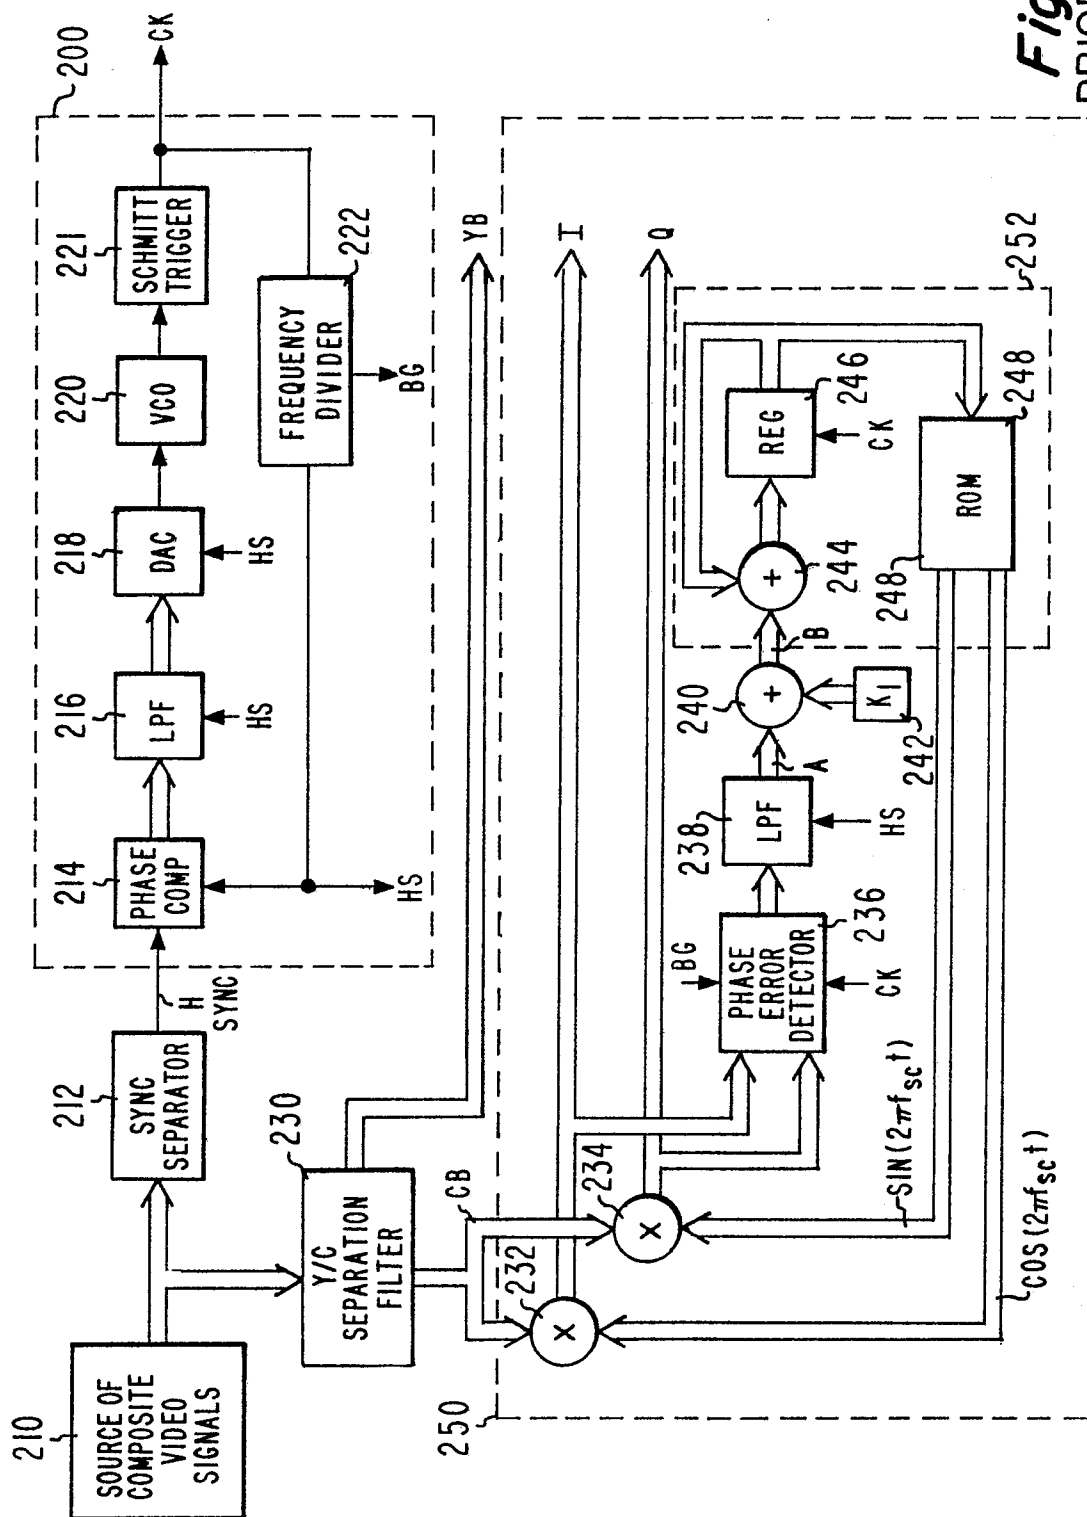 210
SOURCE OF
COMPOSITE
VIDEO
SIGNALS
212
SYNC
SEPARATOR
H
SYNC
200
214
PHASE
COMP
216
LPF
HS
218
DAC
HS
220
VCO
221
SCHMITT
TRIGGER
CK
222
FREQUENCY
DIVIDER
BG
HS
230
Y/C
SEPARATION
FILTER
YB
CB
250
232
X
234
X
I
Q
BG
PHASE
ERROR
DETECTOR
236
CK
238
LPF
HS
A
240
+
K1
242
B
252
+
244
REG
246
CK
248
ROM
248
SIN(2πfsct)
COS(2πfsct)
Fig